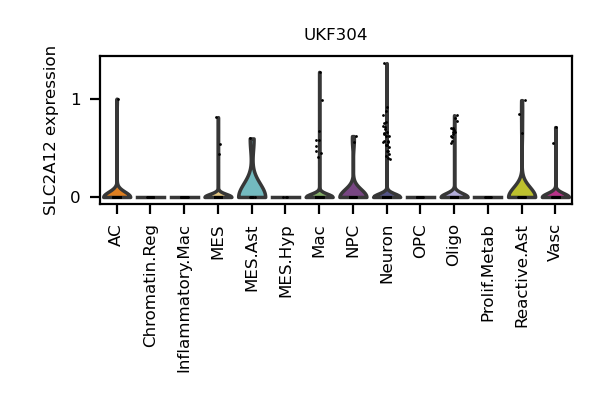 UKF304
SLC2A12 expression
1
0
AC
Chromatin.Reg
Inflammatory.Mac
MES
MES.Ast
MES.Hyp
Mac
NPC
Neuron
OPC
Oligo
Prolif.Metab
Reactive.Ast
Vasc